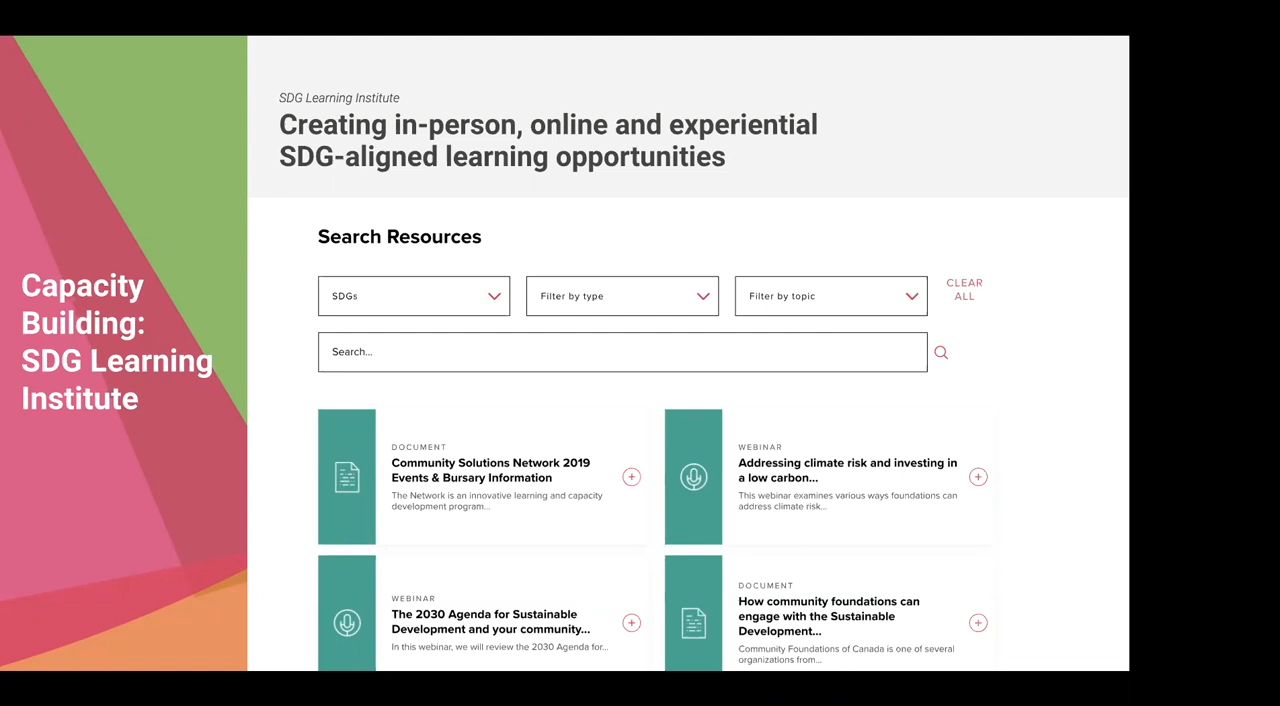 Capacity
Building:
SDG Learning
Institute
SDG Learning Institute
Creating in-person, online and experiential
SDG-aligned learning opportunities
Search Resources
SDGs
Filter by type
Filter by topic
CLEAR
ALL
Search...
DOCUMENT
Community Solutions Network 2019
Events & Bursary Information
The Network is an innovative learning and capacity
development program...
WEBINAR
Addressing climate risk and investing in
a low carbon...
This webinar examines various ways foundations can
address climate risk...
WEBINAR
The 2030 Agenda for Sustainable
Development and your community...
In this webinar, we will review the 2030 Agenda for...
DOCUMENT
How community foundations can
engage with the Sustainable
Development...
Community Foundations of Canada is one of several
organizations from...